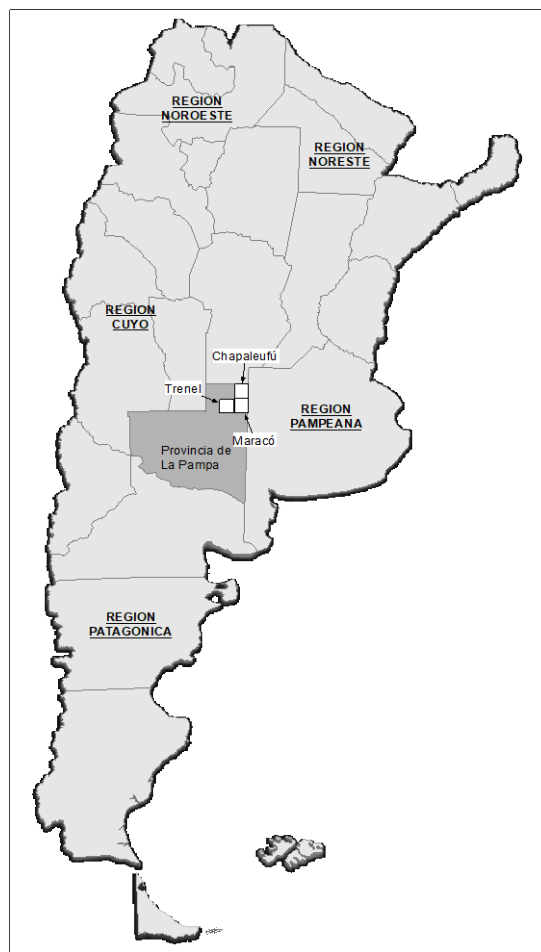 REGION
NOROESTE
REGION
NORESTE
REGION
CUYO
Chapaleufú
Trenel
REGION
PAMPEANA
Maracó
Provincia de
La Pampa
REGION
PATAGONICA